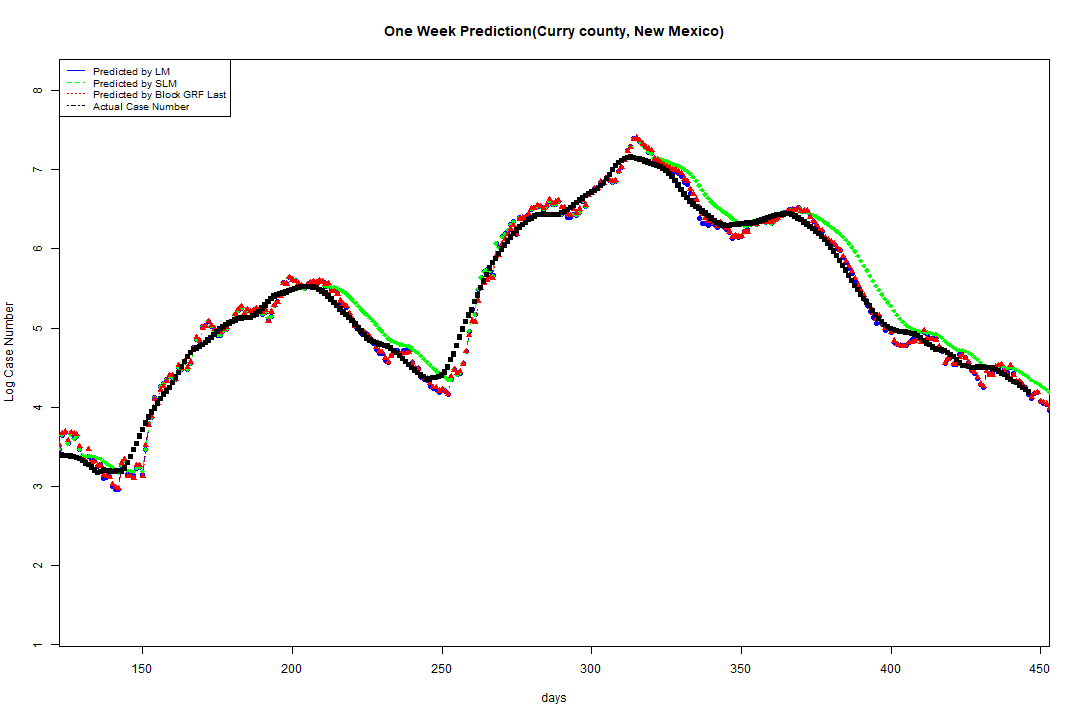 One Week Prediction(Curry county, New Mexico)
Predicted by LM
Predicted by SLM
Predicted by Block GRF Last
Actual Case Number
8
7
6
5
4
3
2
1
Log Case Number
150 200 250 300 350 400 450
days